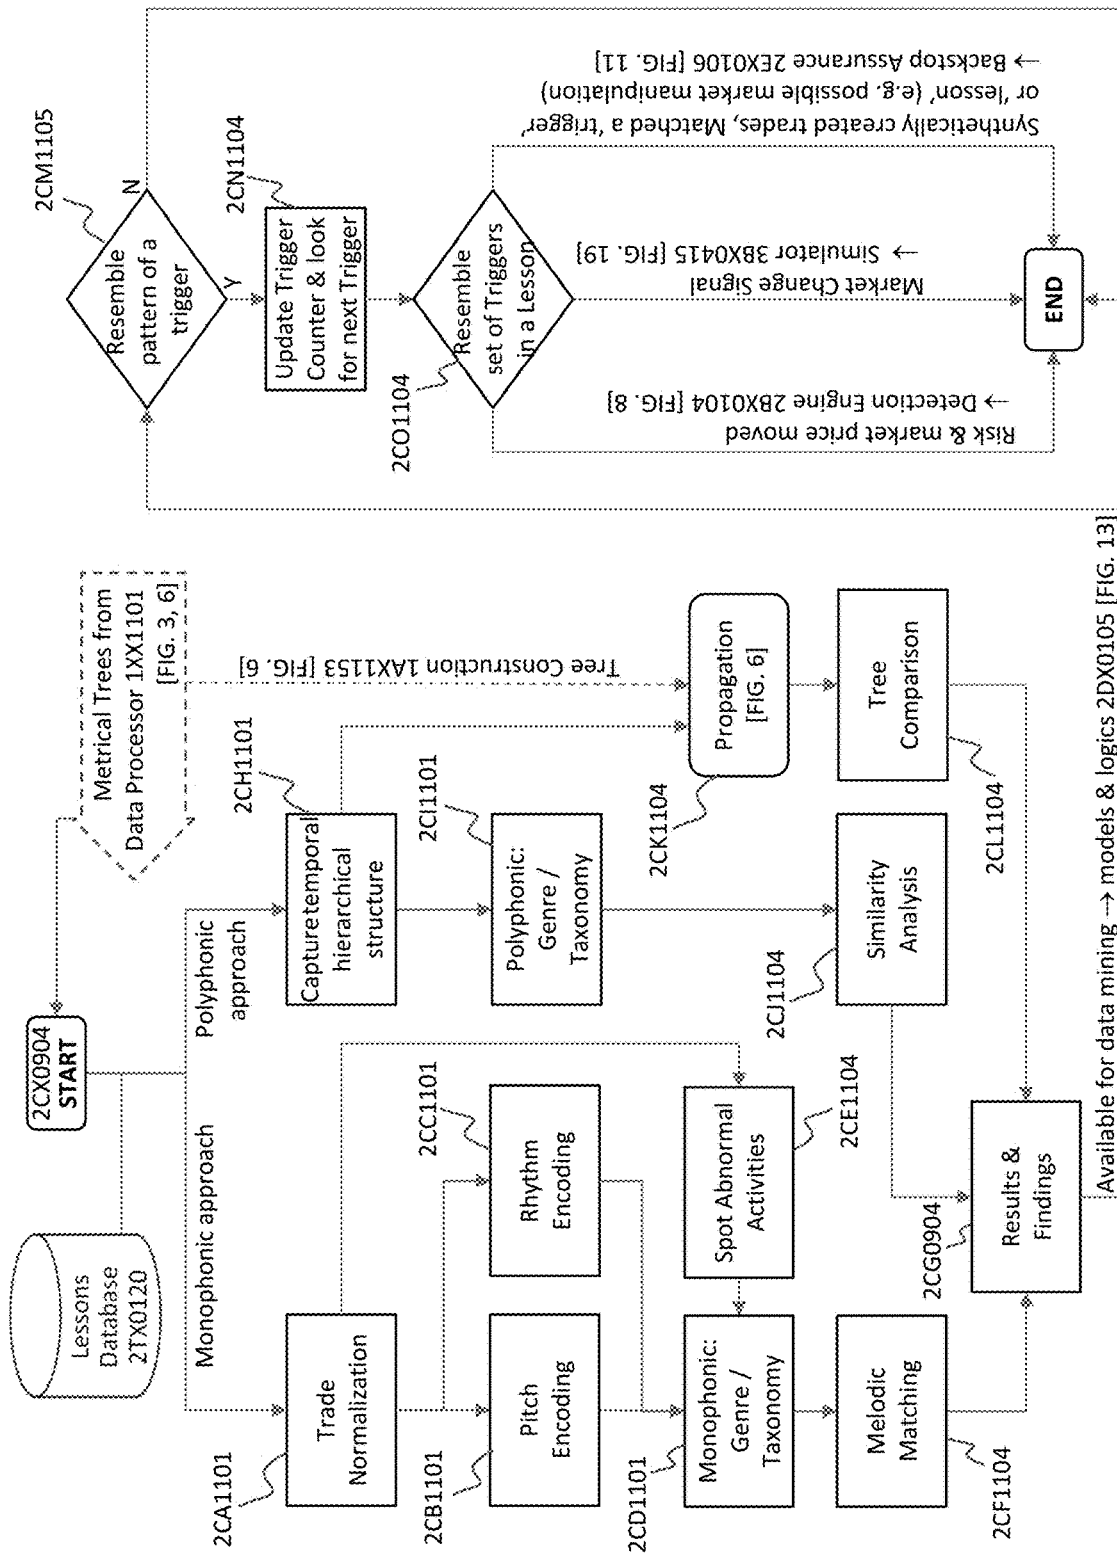 2CX0904
START
Lessons
Database
2TX0120
Metrical Trees from
Data Processor 1XX1101
[FIG. 3, 6]
Monophonic approach
Polyphonic
approach
2CA1101
Trade
Normalization
2CB1101
Pitch
Encoding
2CC1101
Rhythm
Encoding
2CD1101
Monophonic:
Genre /
Taxonomy
Spot Abnormal
Activities
2CE1104
Melodic
Matching
2CF1104
Capture temporal
hierarchical
structure
2CH1101
2CI1101
Polyphonic:
Genre /
Taxonomy
2CJ1104
Similarity
Analysis
Tree Construction 1AX1153 [FIG. 6]
Propagation
[FIG. 6]
2CK1104
Tree
Comparison
2CL1104
2CG0904
Results &
Findings
Available for data mining → models & logics 2DX0105 [FIG. 13]
2CM1105
Resemble
pattern of a
trigger
N
Y
2CN1104
Update Trigger
Counter & look
for next Trigger
2CO1104
Resemble
set of Triggers
in a Lesson
Risk & market price moved
→ Detection Engine 2BX0104 [FIG. 8]
Market Change Signal
→ Simulator 3BX0415 [FIG. 19]
Synthetically created trades, Matched a 'trigger'
or 'lesson' (e.g. possible market manipulation)
→ Backstop Assurance 2EX0106 [FIG. 11]
END